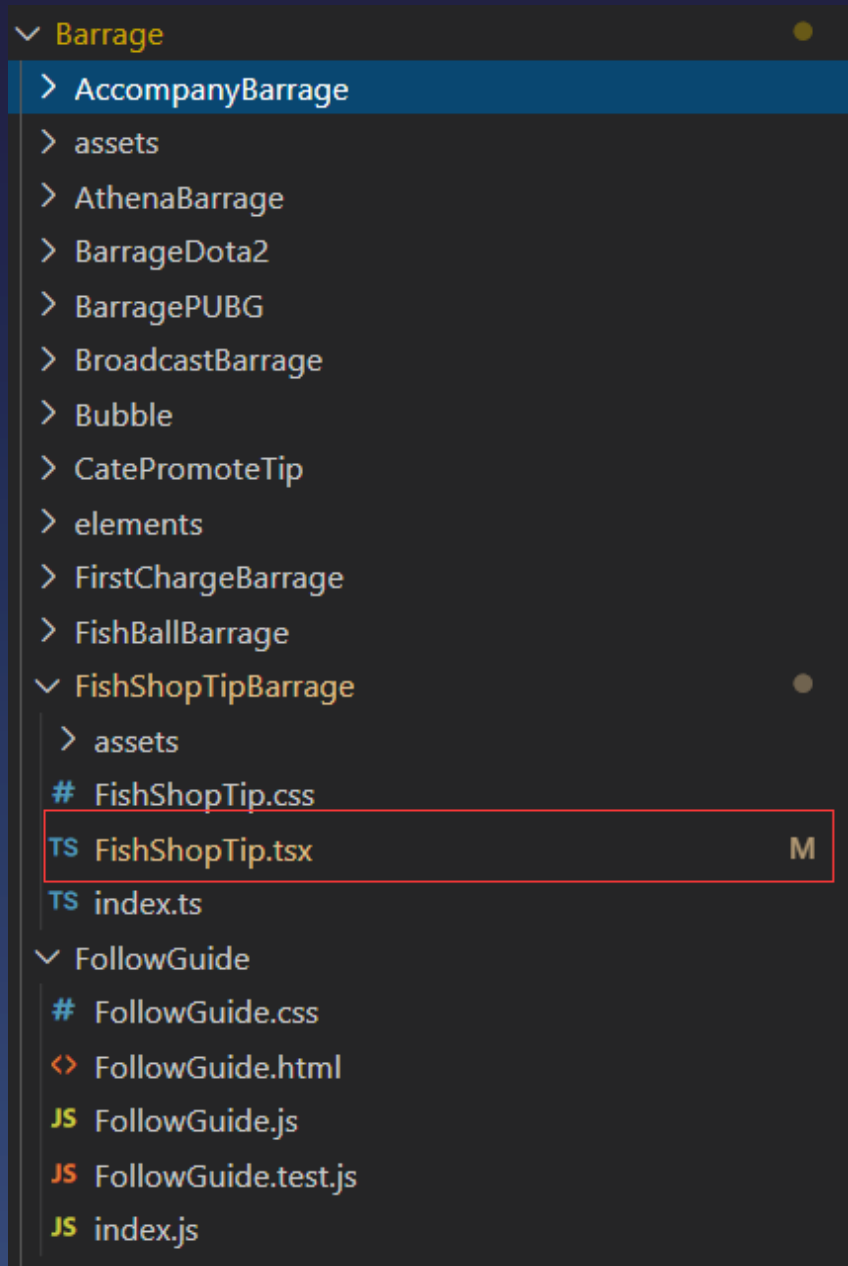 Barrage
AccompanyBarrage
assets
AthenaBarrage
BarrageDota2
BarragePUBG
BroadcastBarrage
Bubble
CatePromoteTip
elements
FirstChargeBarrage
FishBallBarrage
FishShopTipBarrage
assets
# FishShopTip.css
TS FishShopTip.tsx M
TS index.ts
FollowGuide
# FollowGuide.css
<> FollowGuide.html
JS FollowGuide.js
JS FollowGuide.test.js
JS index.js